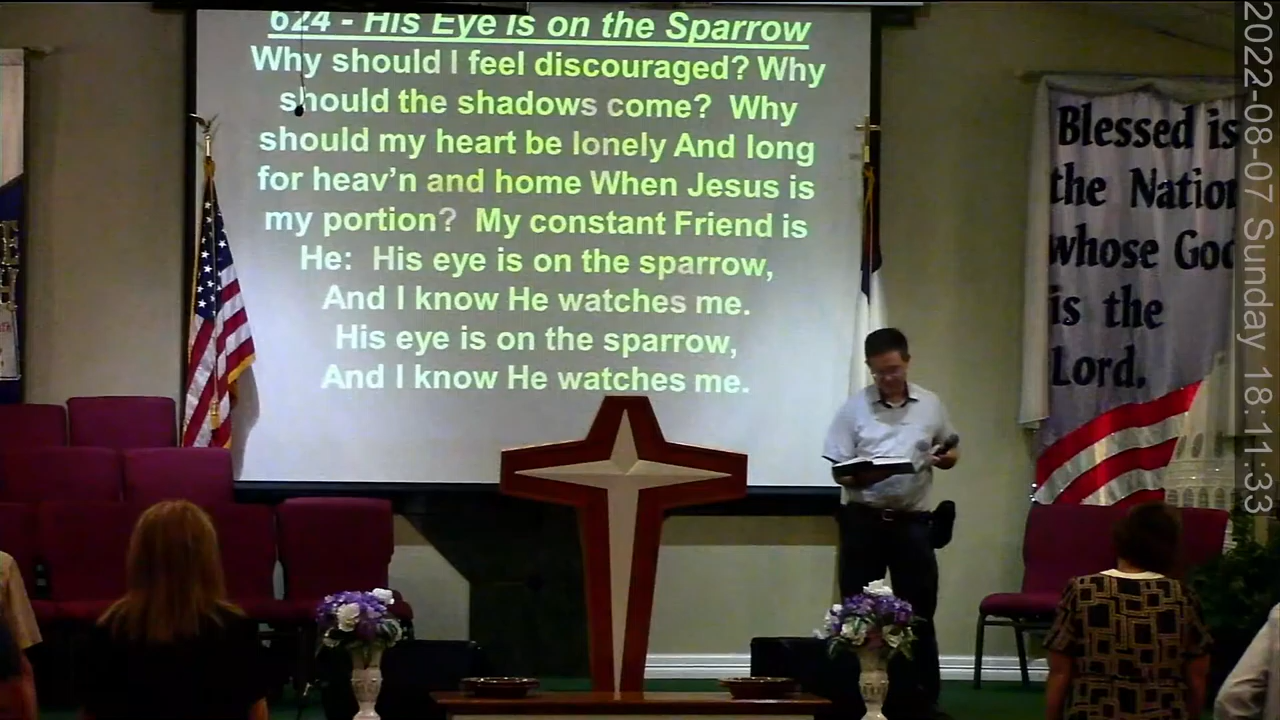 624 - His Eye is on the Sparrow
Why should I feel discouraged? Why
should the shadows come?  Why
should my heart be lonely And long
for heav’n and home When Jesus is
my portion?  My constant Friend is
He:  His eye is on the sparrow,
And I know He watches me.
His eye is on the sparrow,
And I know He watches me.
Blessed is
the Nation
whose God
is the
Lord.
2022-08-07 Sunday 18:11:33